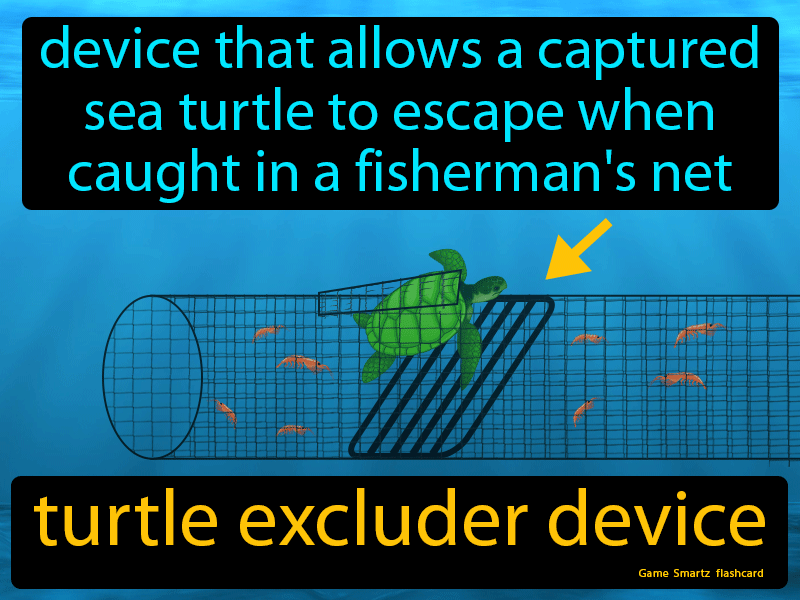 device that allows a captured
sea turtle to escape when
caught in a fisherman's net
turtle excluder device
Game Smartz flashcard